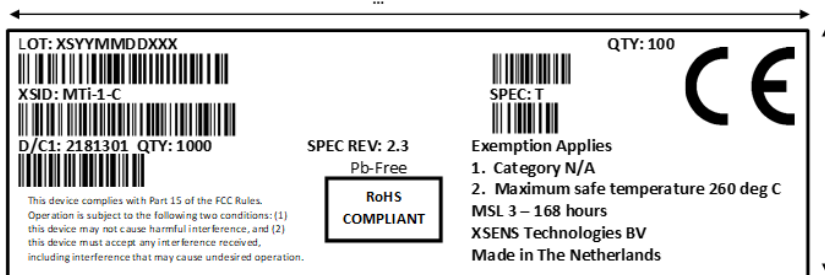 ...
LOT: XSYYMMDDXXX
QTY: 100
XSID: MTi-1-C
SPEC: T
D/C1: 2181301 QTY: 1000
SPEC REV: 2.3
Pb-Free
RoHS
COMPLIANT
Exemption Applies
1. Category N/A
2. Maximum safe temperature 260 deg C
MSL 3 – 168 hours
XSENS Technologies BV
Made in The Netherlands
This device complies with Part 15 of the FCC Rules.
Operation is subject to the following two conditions: (1)
this device may not cause harmful interference, and (2)
this device must accept any interference received,
including interference that may cause undesired operation.
CE